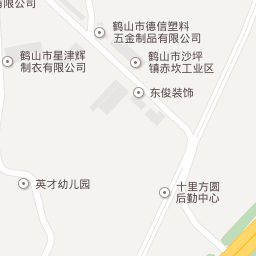 有限公司
鹤山市德信塑料
五金制品有限公司
鹤山市星津辉
制衣有限公司
鹤山市沙坪
镇赤坎工业区
东俊装饰
英才幼儿园
十里方圆
后勤中心